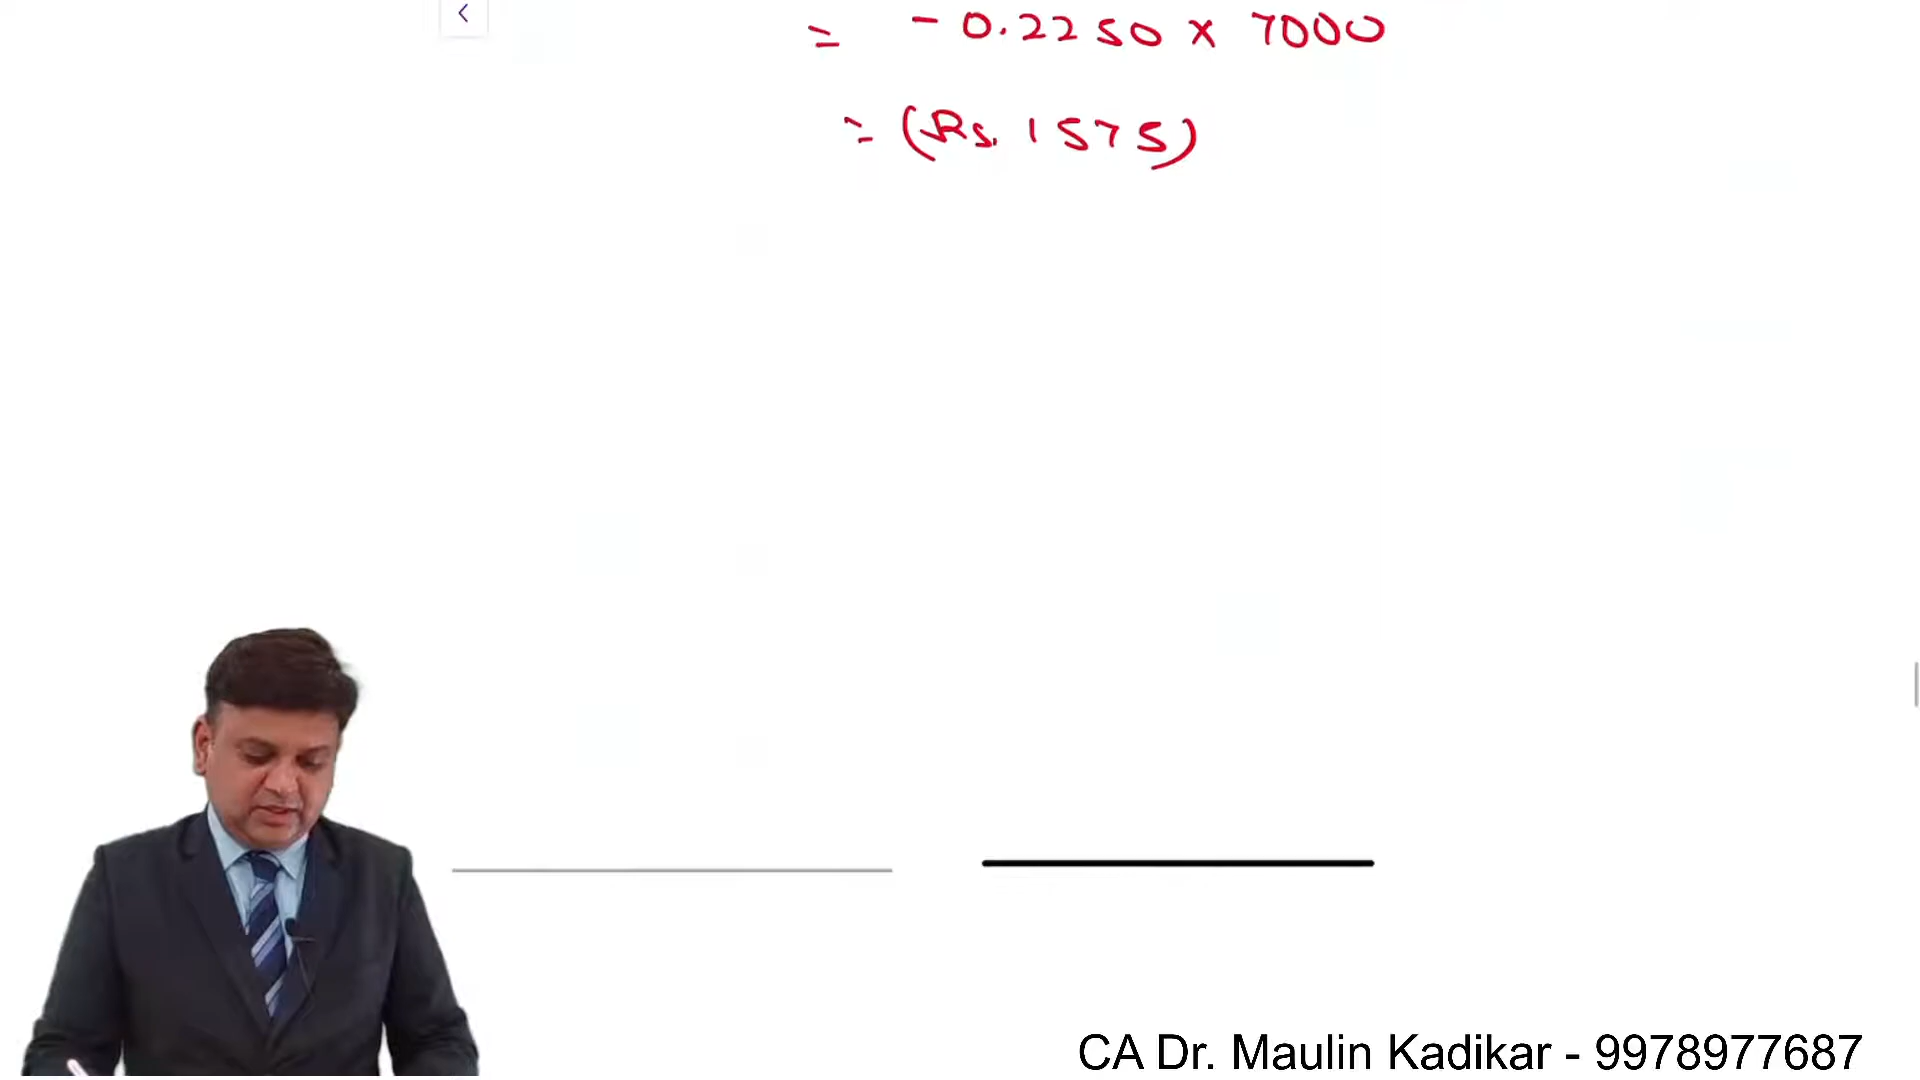 = - 0.2250 x 7000
= (Rs. 1575)
CA Dr. Maulin Kadikar - 9978977687